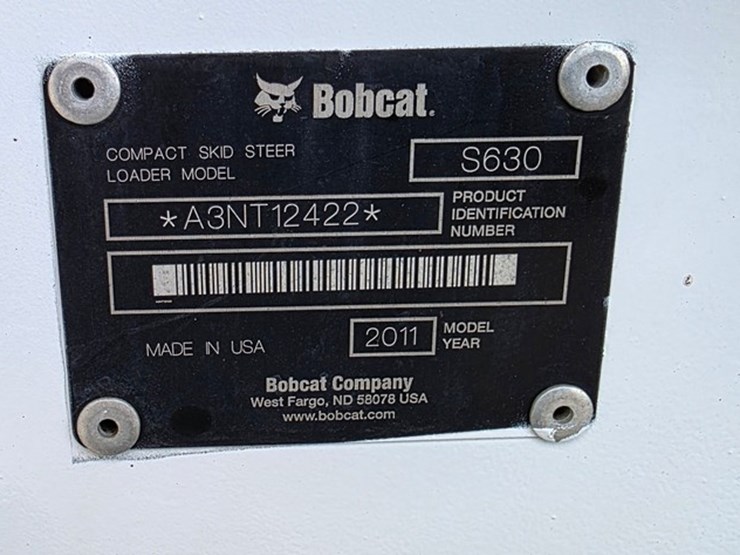 Bobcat.
COMPACT SKID STEER
LOADER MODEL
S630
*A3NT12422*
PRODUCT
IDENTIFICATION
NUMBER
MADE IN USA
2011
MODEL
YEAR
Bobcat Company
West Fargo, ND 58078 USA
www.bobcat.com